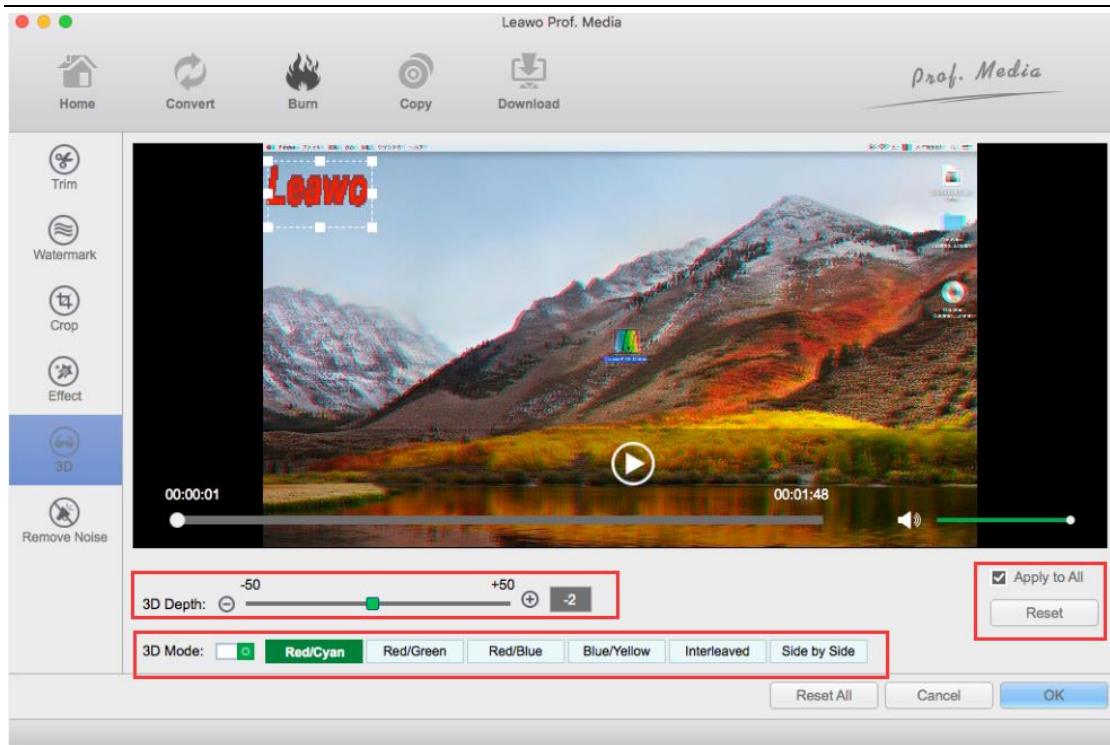 Leawo Prof. Media
Home Convert Burn Copy Download
Prof. Media
Trim
Watermark
Crop
Effect
3D
Remove Noise
Leawo
00:00:01 00:01:48
-50 +50
3D Depth: -2
Apply to All
Reset
3D Mode: Red/Cyan Red/Green Red/Blue Blue/Yellow Interleaved Side by Side
Reset All Cancel OK